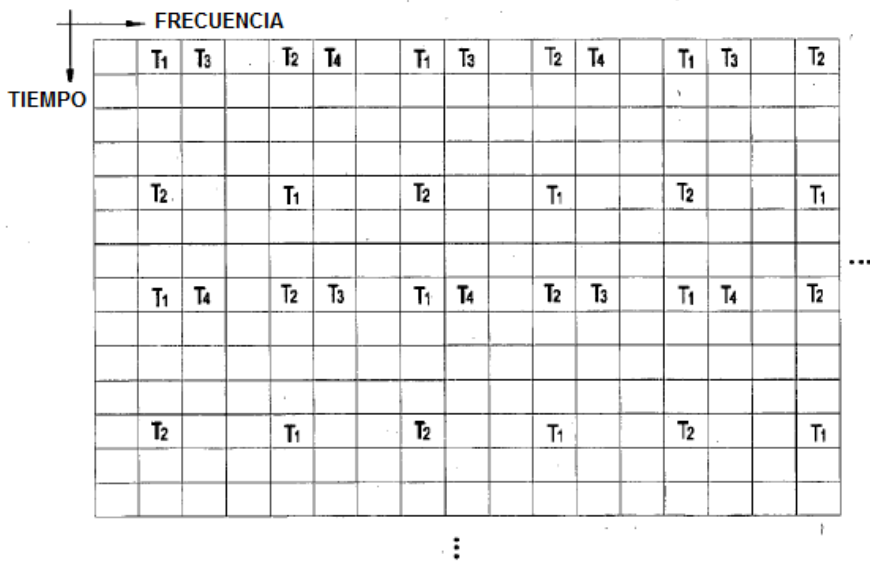 FRECUENCIA
T1 T3 T2 T4 T1 T3 T2 T4 T1 T3 T2
TIEMPO
T2 T1 T2 T1 T2 T1
...
T1 T4 T2 T3 T1 T4 T2 T3 T1 T4 T2
T2 T1 T2 T1 T2 T1